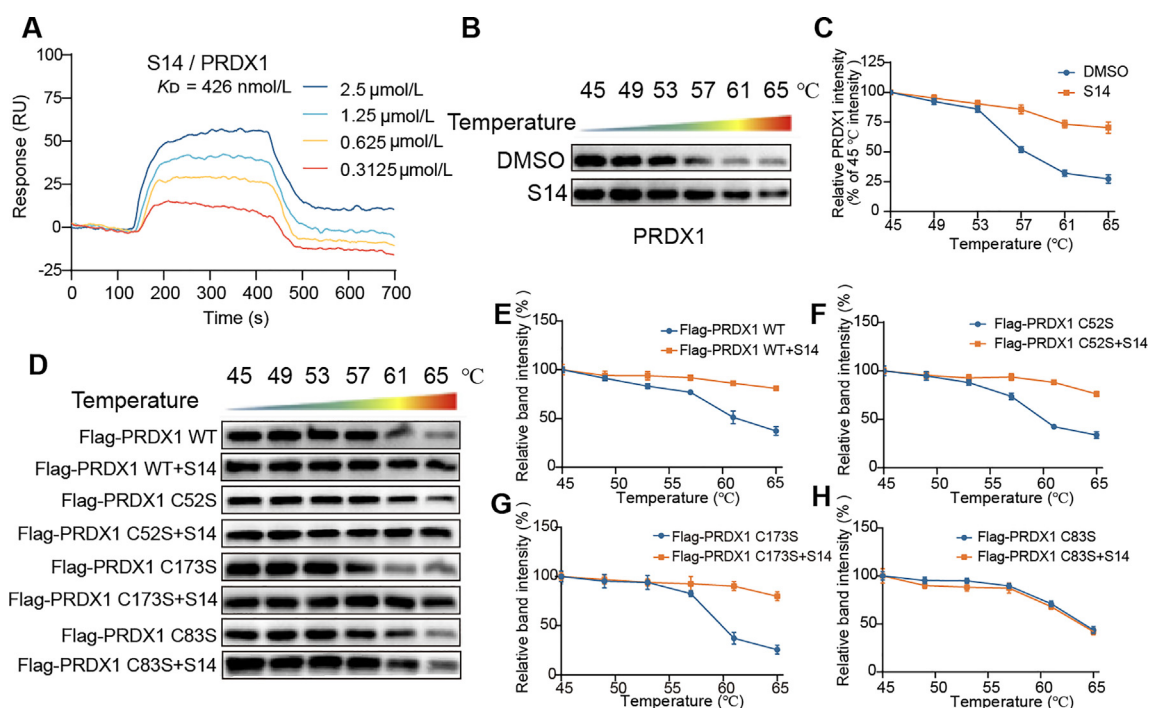 A
S14 / PRDX1
KD = 426 nmol/L
2.5 μmol/L
1.25 μmol/L
0.625 μmol/L
0.3125 μmol/L
Response (RU)
100
75
50
25
0
-25
0 100 200 300 400 500 600 700
Time (s)
B
45 49 53 57 61 65 ℃
Temperature
DMSO
S14
PRDX1
C
Relative PRDX1 intensity
(% of 45 ℃ intensity)
DMSO
S14
125
100
75
50
25
0
45 49 53 57 61 65
Temperature (℃)
D
45 49 53 57 61 65 ℃
Temperature
Flag-PRDX1 WT
Flag-PRDX1 WT+S14
Flag-PRDX1 C52S
Flag-PRDX1 C52S+S14
Flag-PRDX1 C173S
Flag-PRDX1 C173S+S14
Flag-PRDX1 C83S
Flag-PRDX1 C83S+S14
E
Relative band intensity (% )
Flag-PRDX1 WT
Flag-PRDX1 WT+S14
150
100
50
0
45 50 55 60 65
Temperature (℃)
F
Relative band intensity (% )
Flag-PRDX1 C52S
Flag-PRDX1 C52S+S14
150
100
50
0
45 50 55 60 65
Temperature (℃)
G
Relative band intensity (% )
Flag-PRDX1 C173S
Flag-PRDX1 C173S+S14
150
100
50
0
45 50 55 60 65
Temperature (℃)
H
Relative band intensity (% )
Flag-PRDX1 C83S
Flag-PRDX1 C83S+S14
150
100
50
0
45 50 55 60 65
Temperature (℃)